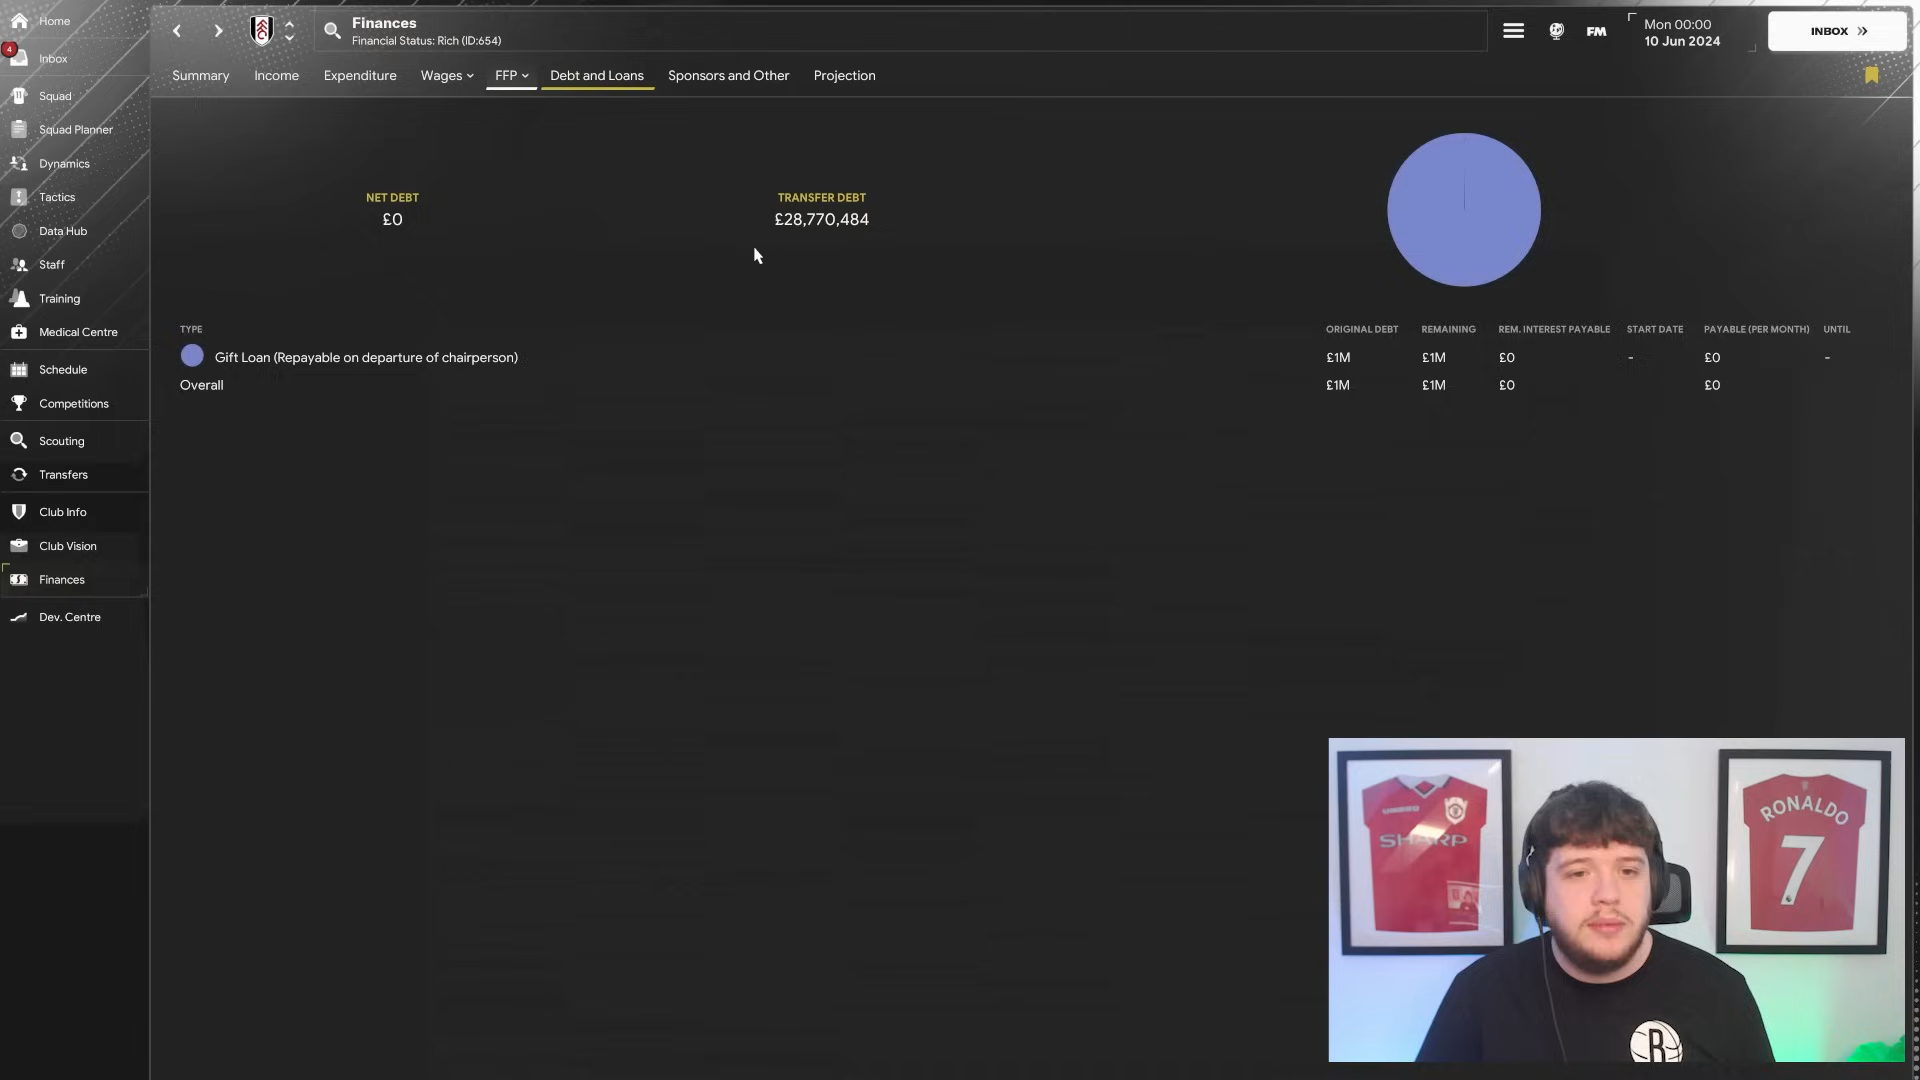 Home
4
Inbox
Squad
Squad Planner
Dynamics
Tactics
Data Hub
Staff
Training
Medical Centre
Schedule
Competitions
Scouting
Transfers
Club Info
Club Vision
Finances
Dev. Centre
Finances
Financial Status: Rich (ID:654)
FM
Mon 00:00
10 Jun 2024
INBOX
Summary Income Expenditure Wages FFP Debt and Loans Sponsors and Other Projection
NET DEBT
£0
TRANSFER DEBT
£28,770,484
TYPE ORIGINAL DEBT REMAINING REM. INTEREST PAYABLE START DATE PAYABLE (PER MONTH) UNTIL
Gift Loan (Repayable on departure of chairperson) £1M £1M £0 - £0 -
Overall £1M £1M £0 £0
UMBRO
SHARP
RONALDO
7
B